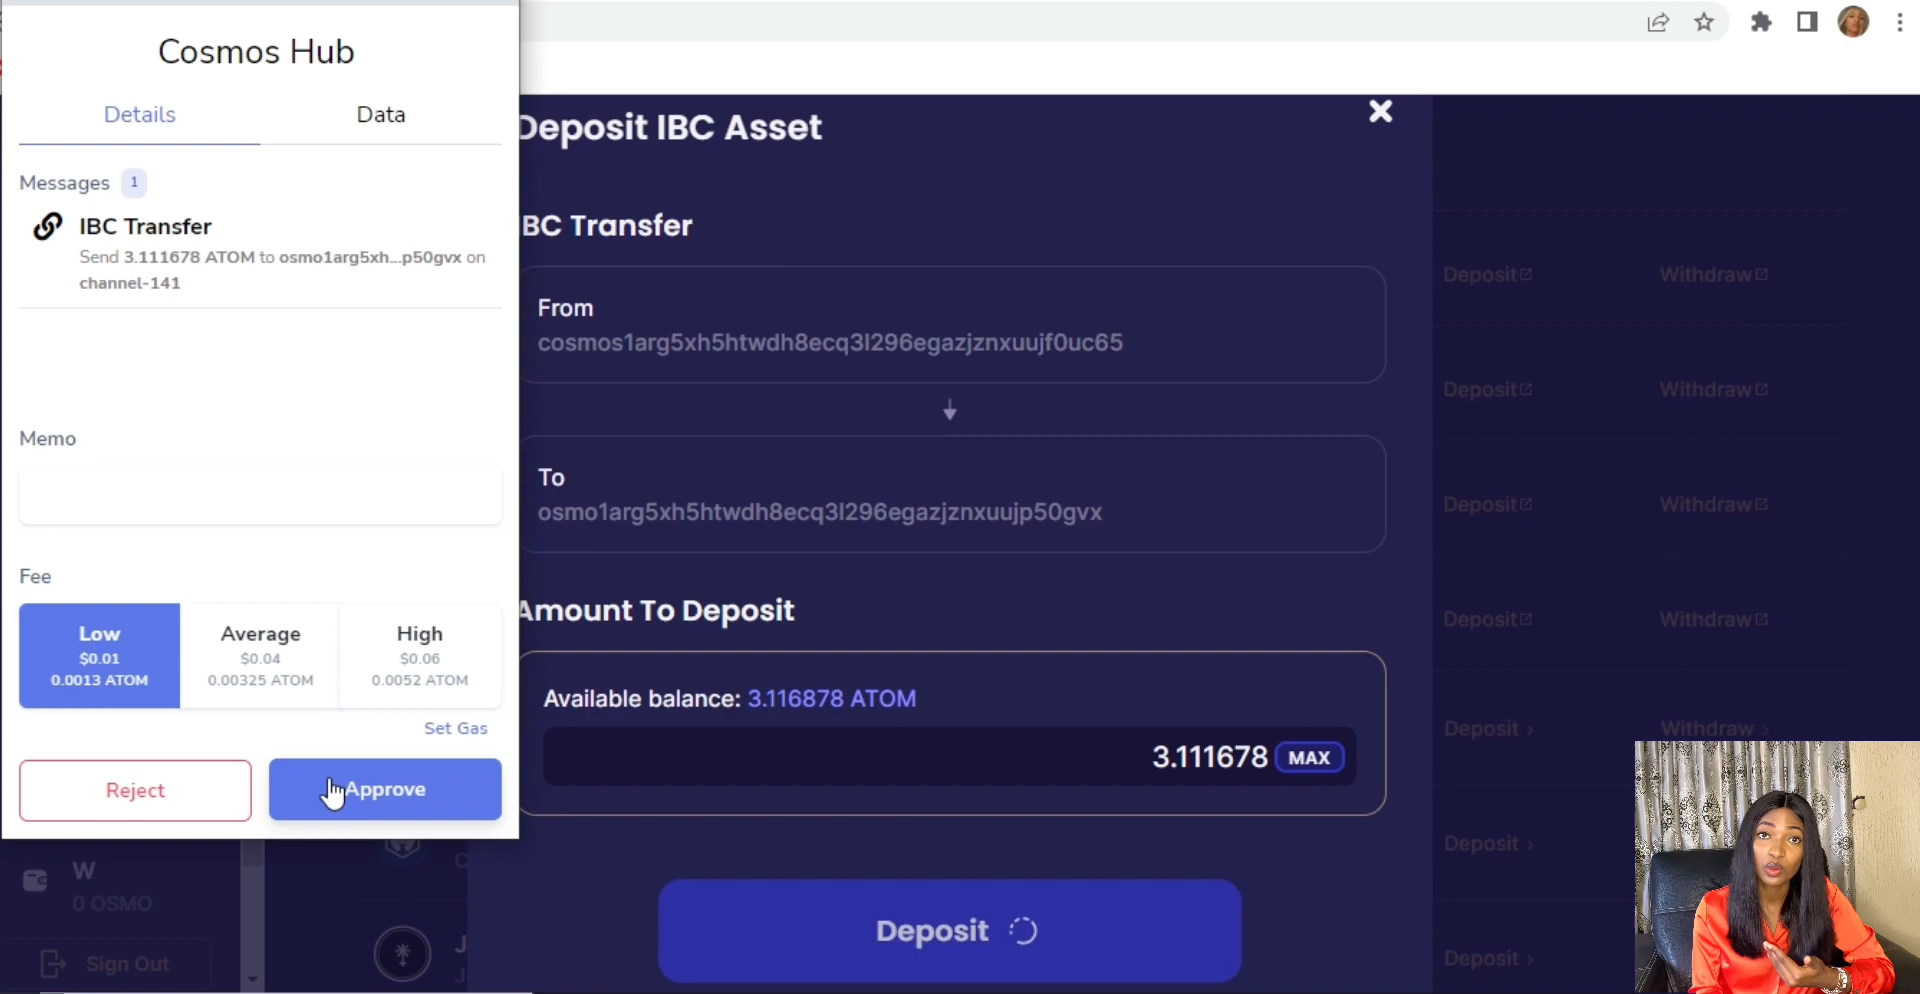 Cosmos Hub
Details
Data
Messages 1
IBC Transfer
Send 3.111678 ATOM to osmo1arg5xh...p50gvx on
channel-141
Memo
Fee
Low
$0.01
0.0013 ATOM
Average
$0.04
0.00325 ATOM
High
$0.06
0.0052 ATOM
Set Gas
Reject
Approve
W
0 OSMO
Sign Out
Deposit IBC Asset
BC Transfer
From
cosmos1arg5xh5htwdh8ecq3l296egazjznxuujf0uc65
To
osmo1arg5xh5htwdh8ecq3l296egazjznxuujp50gvx
Amount To Deposit
Available balance: 3.116878 ATOM
3.111678 MAX
Deposit
Deposit Withdraw
Deposit Withdraw
Deposit Withdraw
Deposit Withdraw
Deposit › Withdraw ›
Deposit ›
Deposit ›